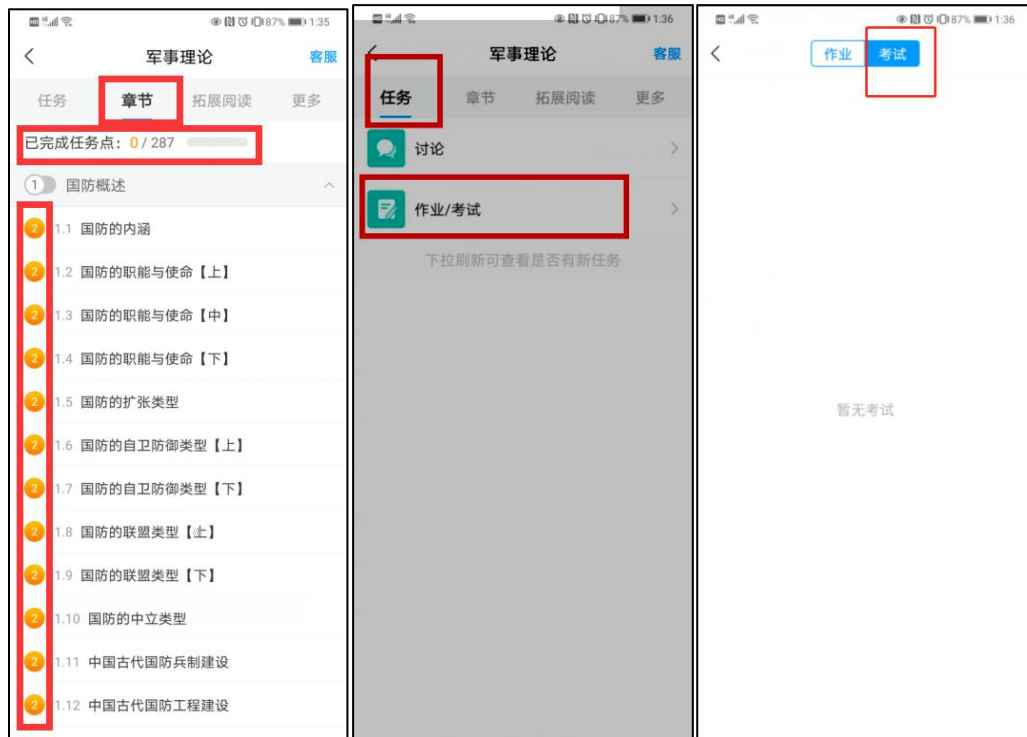 87% 1:35
军事理论
客服
任务 章节 拓展阅读 更多
已完成任务点：0 / 287
1 国防概述
2 1.1 国防的内涵
2 1.2 国防的职能与使命【上】
2 1.3 国防的职能与使命【中】
2 1.4 国防的职能与使命【下】
2 1.5 国防的扩张类型
2 1.6 国防的自卫防御类型【上】
2 1.7 国防的自卫防御类型【下】
2 1.8 国防的联盟类型【上】
2 1.9 国防的联盟类型【下】
2 1.10 国防的中立类型
2 1.11 中国古代国防兵制建设
2 1.12 中国古代国防工程建设
87% 1:36
军事理论
客服
任务 章节 拓展阅读 更多
讨论
作业/考试
下拉刷新可查看是否有新任务
87% 1:36
作业 考试
暂无考试